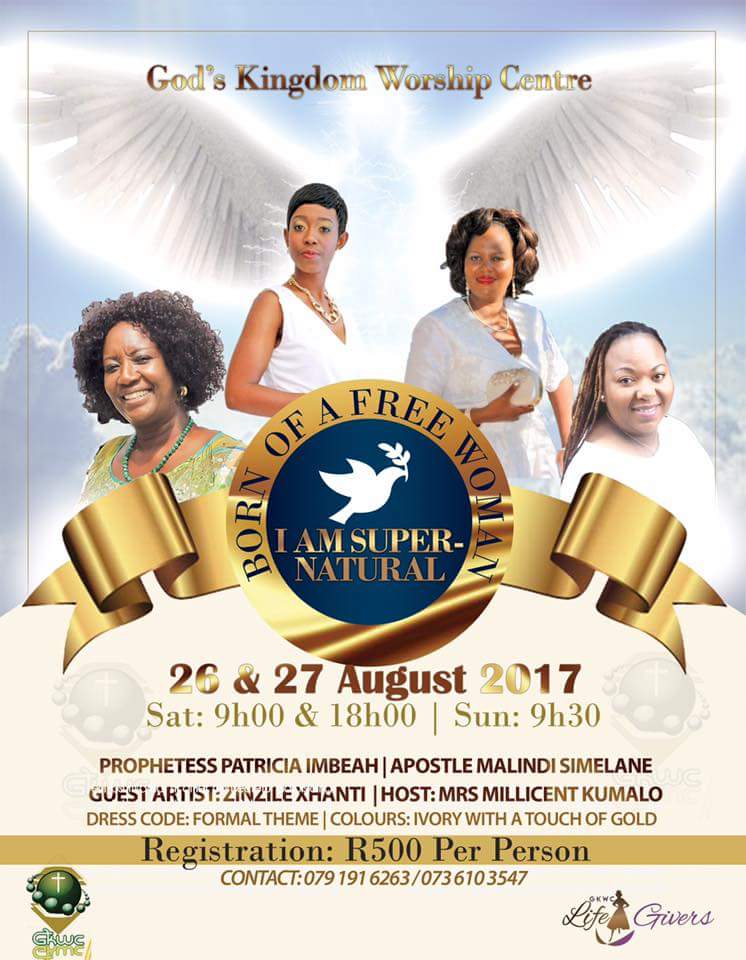 God's Kingdom Worship Centre
BORN OF A FREE WOMAN
I AM SUPER-
NATURAL
26 & 27 August 2017
Sat: 9h00 & 18h00 | Sun: 9h30
PROPHETESS PATRICIA IMBEAH | APOSTLE MALINDI SIMELANE
GUEST ARTIST: ZINZILE XHANTI | HOST: MRS MILLICENT KUMALO
DRESS CODE: FORMAL THEME | COLOURS: IVORY WITH A TOUCH OF GOLD
Registration: R500 Per Person
CONTACT: 079 191 6263 / 073 610 3547
GKWC
GKWC
Life Givers
GKWC
GKWC